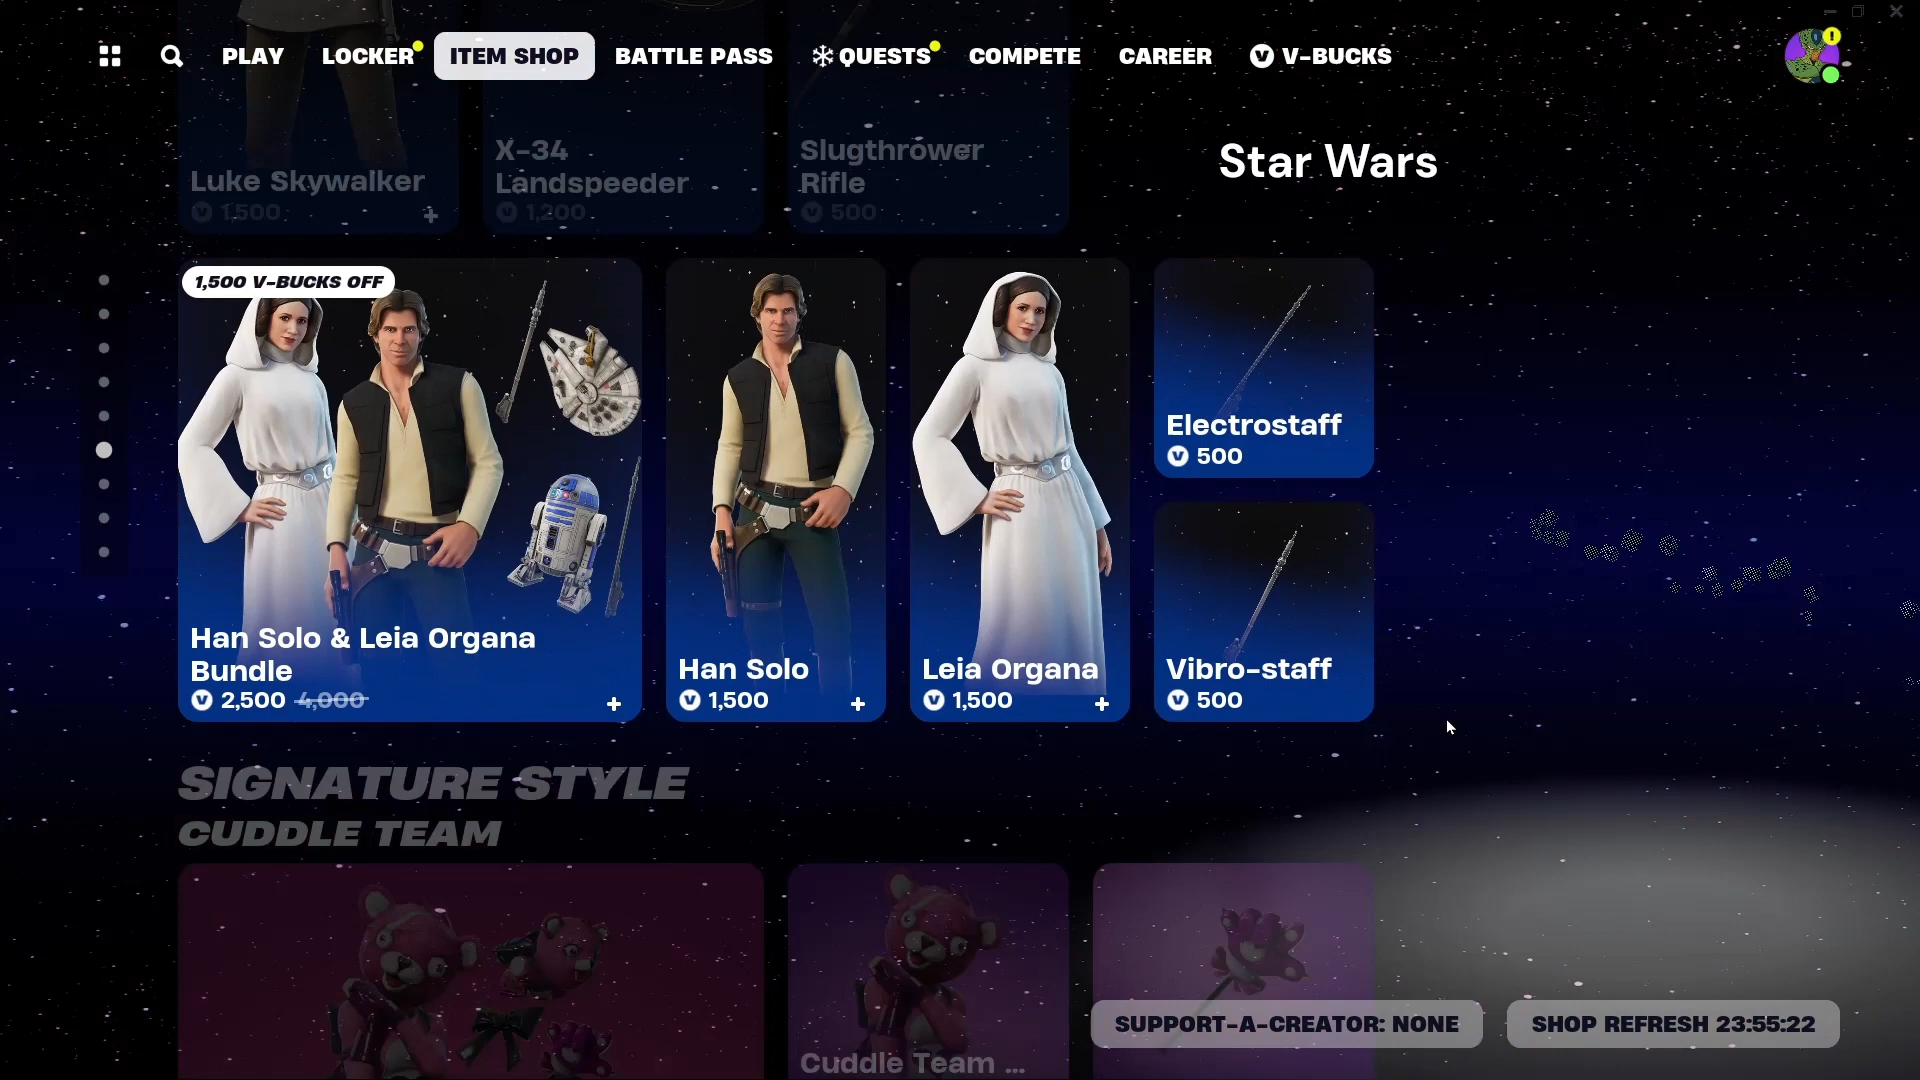 PLAY
LOCKER
ITEM SHOP
BATTLE PASS
QUESTS
COMPETE
CAREER
V-BUCKS
Star Wars
Luke Skywalker
1,500
X-34
Landspeeder
1,200
Slugthrower
Rifle
500
1,500 V-BUCKS OFF
Han Solo & Leia Organa
Bundle
2,500 4,000
Han Solo
1,500
Leia Organa
1,500
Electrostaff
500
Vibro-staff
500
SIGNATURE STYLE
CUDDLE TEAM
Cuddle Team ...
SUPPORT-A-CREATOR: NONE
SHOP REFRESH 23:55:22